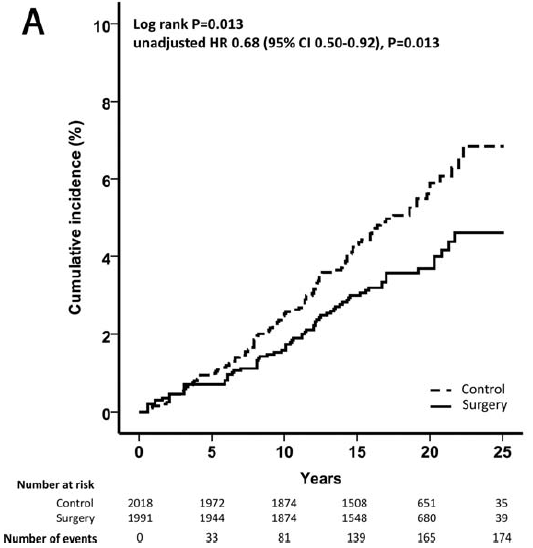 A
Log rank P=0.013
unadjusted HR 0.68 (95% CI 0.50-0.92), P=0.013
Cumulative incidence (%)
10
8
6
4
2
0
Control
Surgery
0 5 10 15 20 25
Years
Number at risk
Control 2018 1972 1874 1508 651 35
Surgery 1991 1944 1874 1548 680 39
Number of events 0 33 81 139 165 174